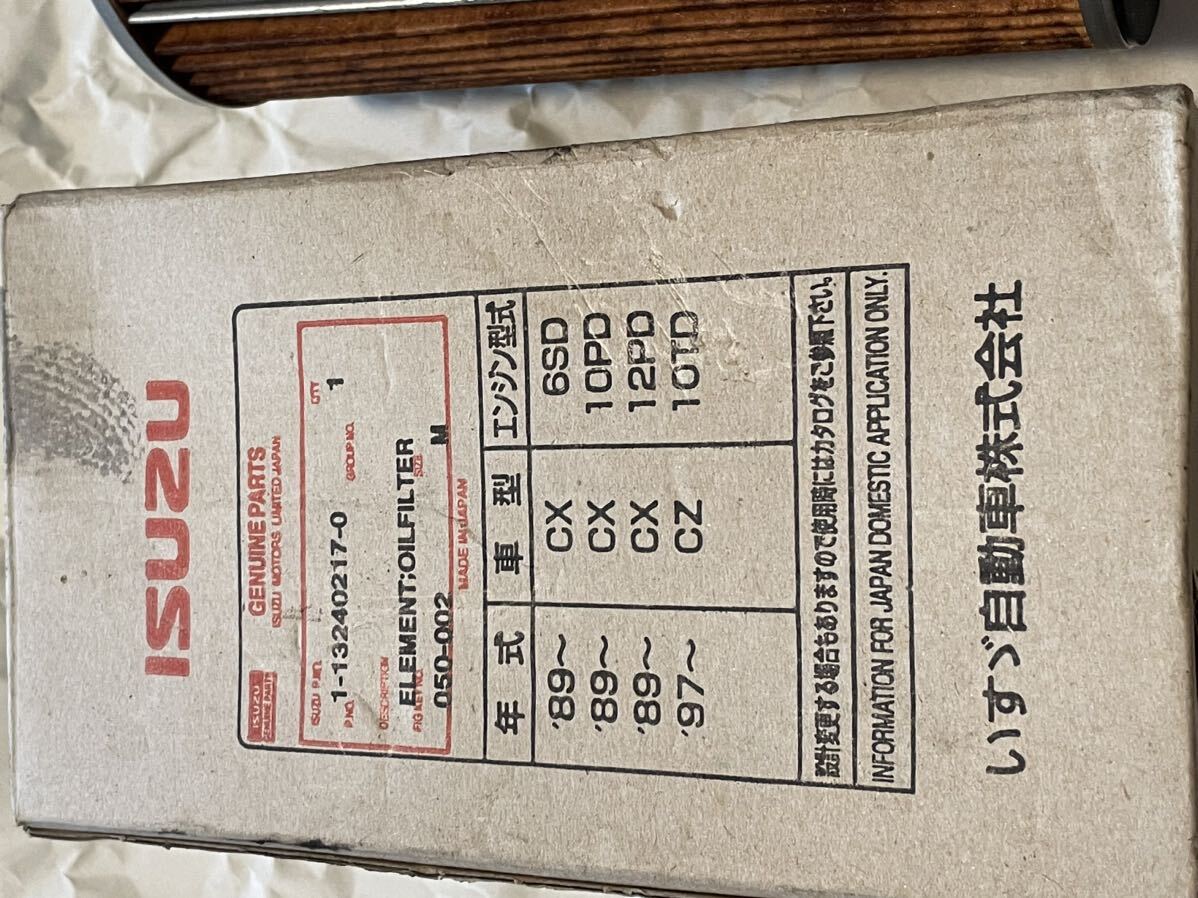 ISUZU
ISUZU
GENUINE PARTS
GENUINE PARTS
ISUZU MOTORS LIMITED JAPAN
ISUZU P.NO.
P.NO. 1-13240217-0 GROUP NO. QTY 1
DESCRIPTION
ELEMENT;OILFILTER
FIG KEY NO. SIZE
050-002 M
MADE IN JAPAN
年式 車型 エンジン型式
'89～ CX 6SD
'89～ CX 10PD
'89～ CX 12PD
'97～ CZ 10TD
設計変更する場合もありますので使用時にはカタログをご参照下さい。
INFORMATION FOR JAPAN DOMESTIC APPLICATION ONLY.
いすゞ自動車株式会社